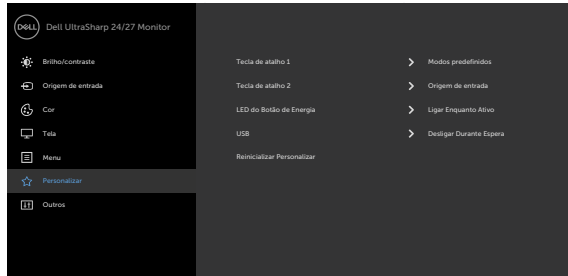 DELL Dell UltraSharp 24/27 Monitor
Brilho/contraste
Origem de entrada
Cor
Tela
Menu
Personalizar
Outros
Tecla de atalho 1 Modos predefinidos
Tecla de atalho 2 Origem de entrada
LED do Botão de Energia Ligar Enquanto Ativo
USB Desligar Durante Espera
Reinicializar Personalizar